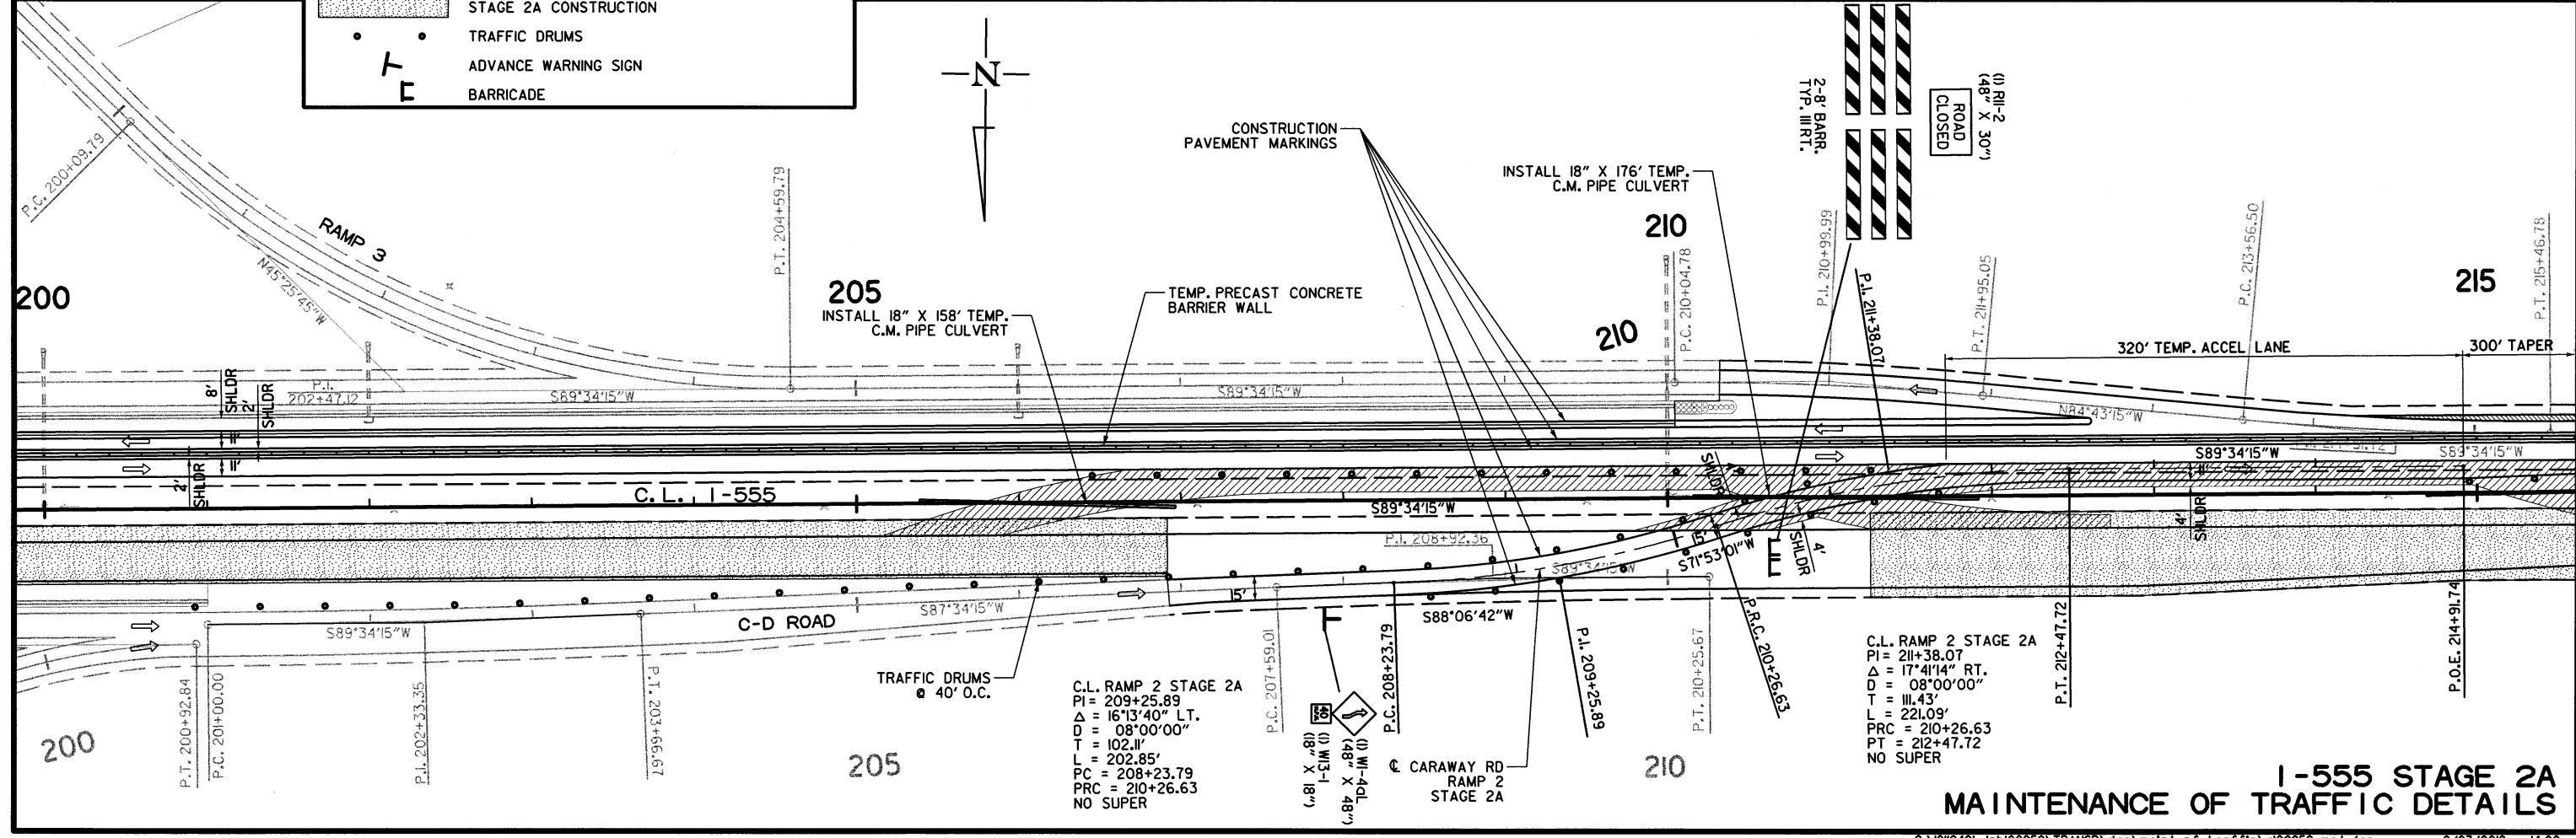 STAGE 2A CONSTRUCTION
TRAFFIC DRUMS
ADVANCE WARNING SIGN
BARRICADE
N
CONSTRUCTION
PAVEMENT MARKINGS
INSTALL 18" X 176' TEMP.
C.M. PIPE CULVERT
2-8' BARR.
TYP. III RT.
ROAD
CLOSED
(1) R11-2
(48" X 30")
P.C. 200+09.79
RAMP 3
N45°25'45"W
P.T. 204+59.79
200
205
INSTALL 18" X 158' TEMP.
C.M. PIPE CULVERT
TEMP. PRECAST CONCRETE
BARRIER WALL
210
210
P.C. 210+04.78
P.I. 210+99.99
P.I. 211+38.07
P.T. 211+95.05
P.C. 213+56.50
215
P.T. 215+46.78
320' TEMP. ACCEL LANE
300' TAPER
8'
SHLDR
2'
SHLDR
P.I.
202+47.12
S89°34'15"W
S89°34'15"W
N84°43'15"W
11'
11'
2'
SHLDR
S89°34'15"W
S89°34'15"W
11'
C.L. I-555
S89°34'15"W
4'
SHLDR
4'
SHLDR
P.I. 208+92.36
15'
S71°53'01"W
4'
SHLDR
S89°34'15"W
15'
S88°06'42"W
S87°34'15"W
C-D ROAD
S89°34'15"W
TRAFFIC DRUMS
@ 40' O.C.
P.T. 200+92.84
P.C. 201+00.00
P.I. 202+33.35
P.T. 203+66.67
P.C. 207+59.01
P.C. 208+23.79
P.I. 209+25.89
P.T. 210+25.67
P.R.C. 210+26.63
P.T. 212+47.72
P.O.E. 214+91.74
C.L. RAMP 2 STAGE 2A
PI = 209+25.89
Δ = 16°13'40" LT.
D = 08°00'00"
T = 102.11'
L = 202.85'
PC = 208+23.79
PRC = 210+26.63
NO SUPER
40
(1) W1-4aL
(48" X 48")
(1) W13-1
(18" X 18")
℄ CARAWAY RD
RAMP 2
STAGE 2A
C.L. RAMP 2 STAGE 2A
PI = 211+38.07
Δ = 17°41'14" RT.
D = 08°00'00"
T = 111.43'
L = 221.09'
PRC = 210+26.63
PT = 212+47.72
NO SUPER
200
205
210
I-555 STAGE 2A
MAINTENANCE OF TRAFFIC DETAILS